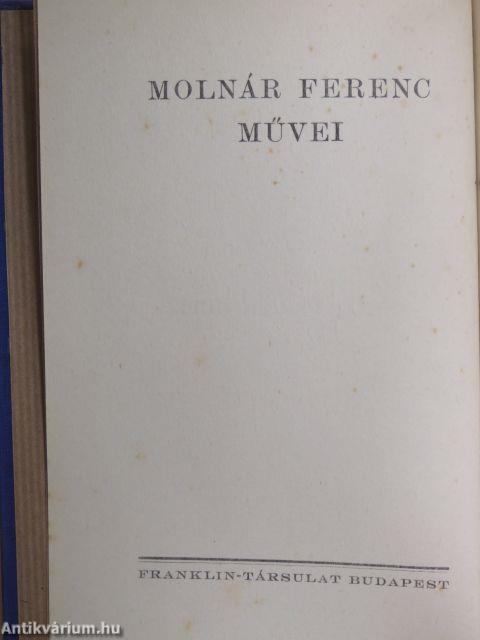 MOLNÁR FERENC
MŰVEI
FRANKLIN-TÁRSULAT BUDAPEST
Antikvárium.hu